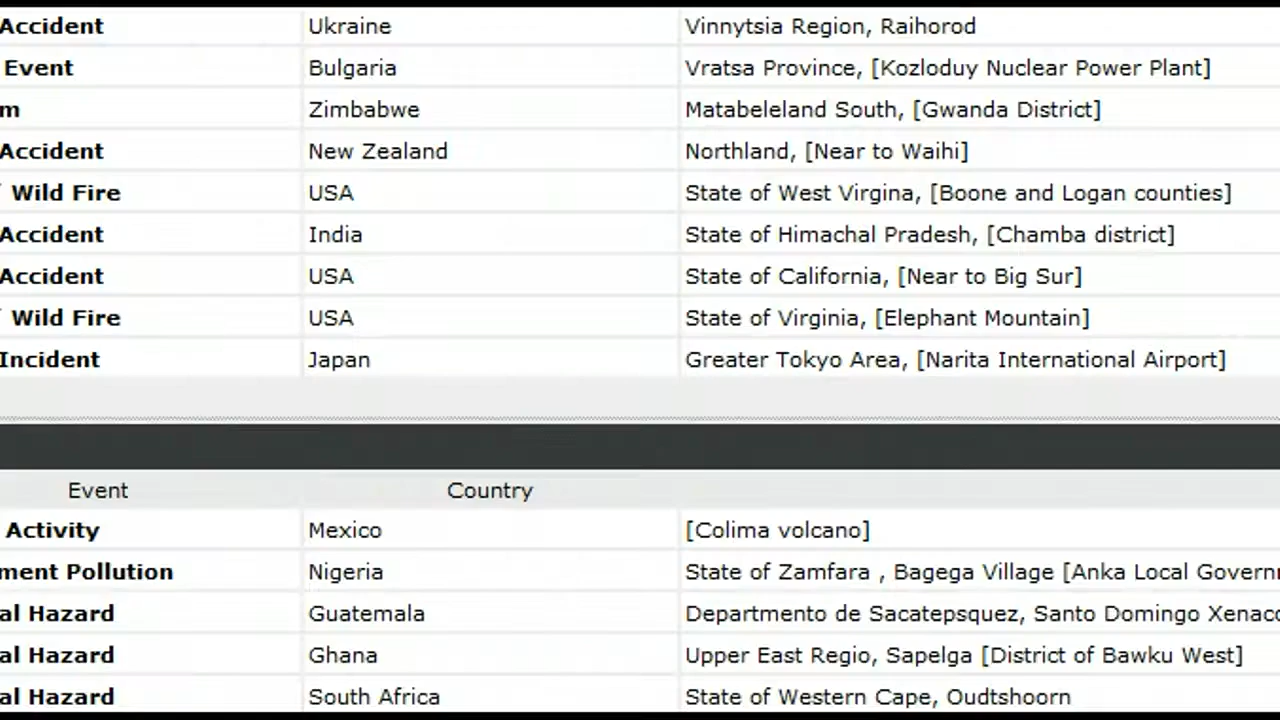 Accident Ukraine Vinnytsia Region, Raihorod
Event Bulgaria Vratsa Province, [Kozloduy Nuclear Power Plant]
m Zimbabwe Matabeleland South, [Gwanda District]
Accident New Zealand Northland, [Near to Waihi]
Wild Fire USA State of West Virgina, [Boone and Logan counties]
Accident India State of Himachal Pradesh, [Chamba district]
Accident USA State of California, [Near to Big Sur]
Wild Fire USA State of Virginia, [Elephant Mountain]
Incident Japan Greater Tokyo Area, [Narita International Airport]
Event Country
Activity Mexico [Colima volcano]
ment Pollution Nigeria State of Zamfara , Bagega Village [Anka Local Govern
al Hazard Guatemala Departmento de Sacatepsquez, Santo Domingo Xenaco
al Hazard Ghana Upper East Regio, Sapelga [District of Bawku West]
al Hazard South Africa State of Western Cape, Oudtshoorn